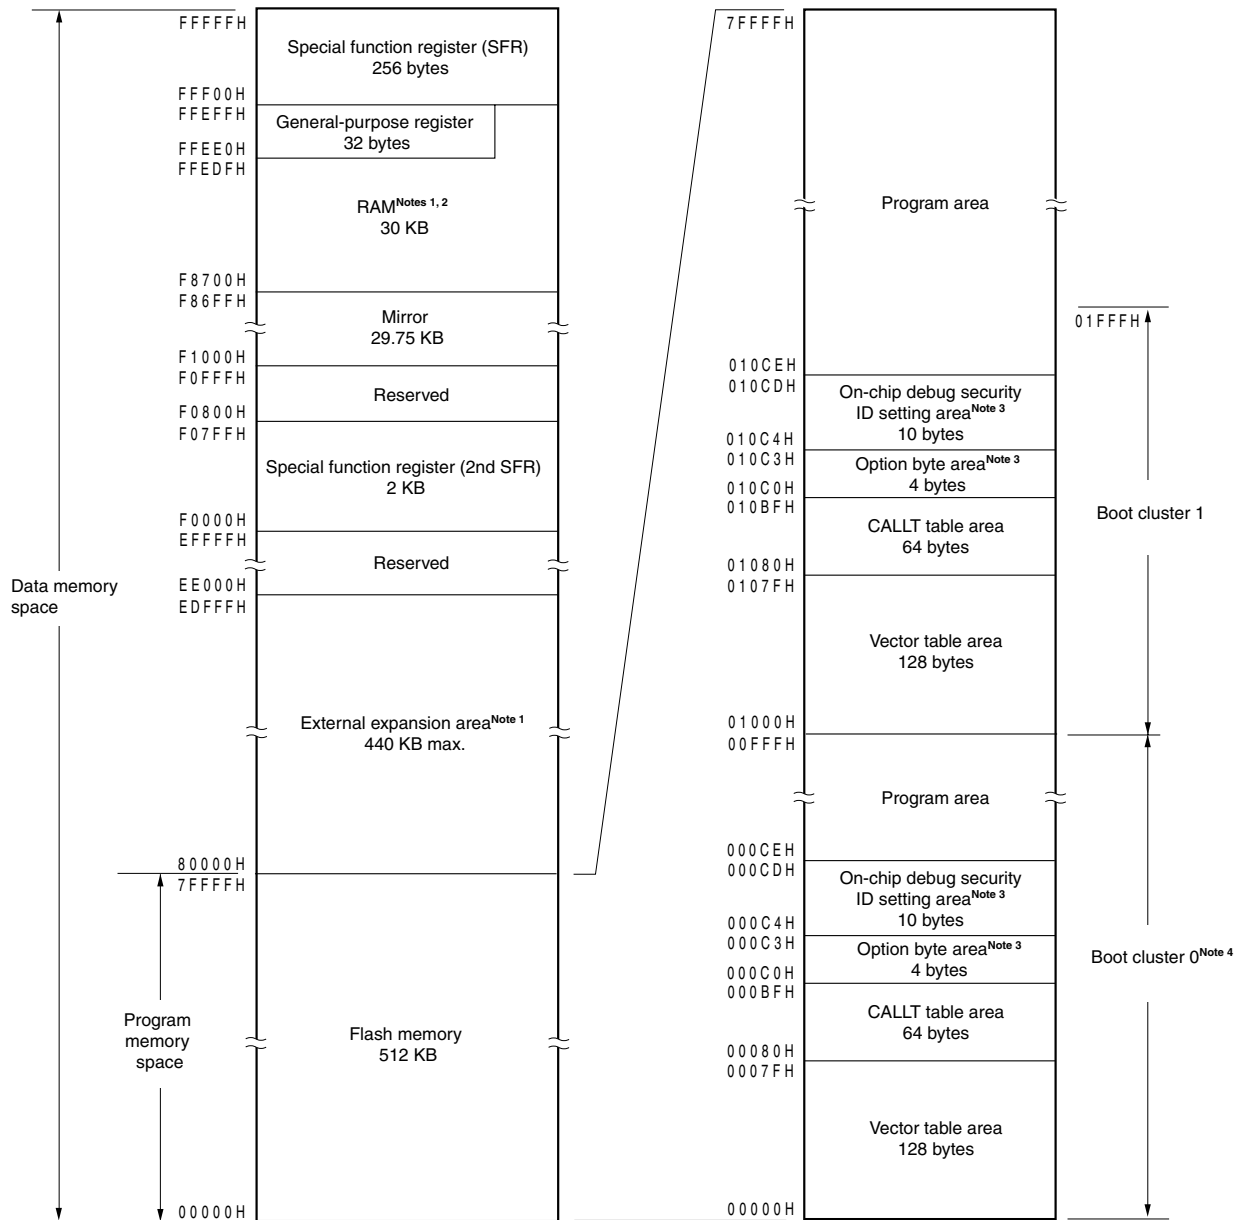 FFFFFH
Special function register (SFR)
256 bytes
FFF00H
FFEFFH
General-purpose register
32 bytes
FFEE0H
FFEDFH
RAMNotes 1, 2
30 KB
F8700H
F86FFH
Mirror
29.75 KB
F1000H
F0FFFH
Reserved
F0800H
F07FFH
Special function register (2nd SFR)
2 KB
F0000H
EFFFFH
Reserved
EE000H
EDFFFH
Data memory
space
External expansion areaNote 1
440 KB max.
80000H
7FFFFH
Program
memory
space
Flash memory
512 KB
00000H
7FFFFH
Program area
01FFFH
010CEH
010CDH
On-chip debug security
ID setting areaNote 3
10 bytes
010C4H
010C3H
Option byte areaNote 3
4 bytes
010C0H
010BFH
CALLT table area
64 bytes
Boot cluster 1
01080H
0107FH
Vector table area
128 bytes
01000H
00FFFH
Program area
000CEH
000CDH
On-chip debug security
ID setting areaNote 3
10 bytes
000C4H
000C3H
Option byte areaNote 3
4 bytes
Boot cluster 0Note 4
000C0H
000BFH
CALLT table area
64 bytes
00080H
0007FH
Vector table area
128 bytes
00000H